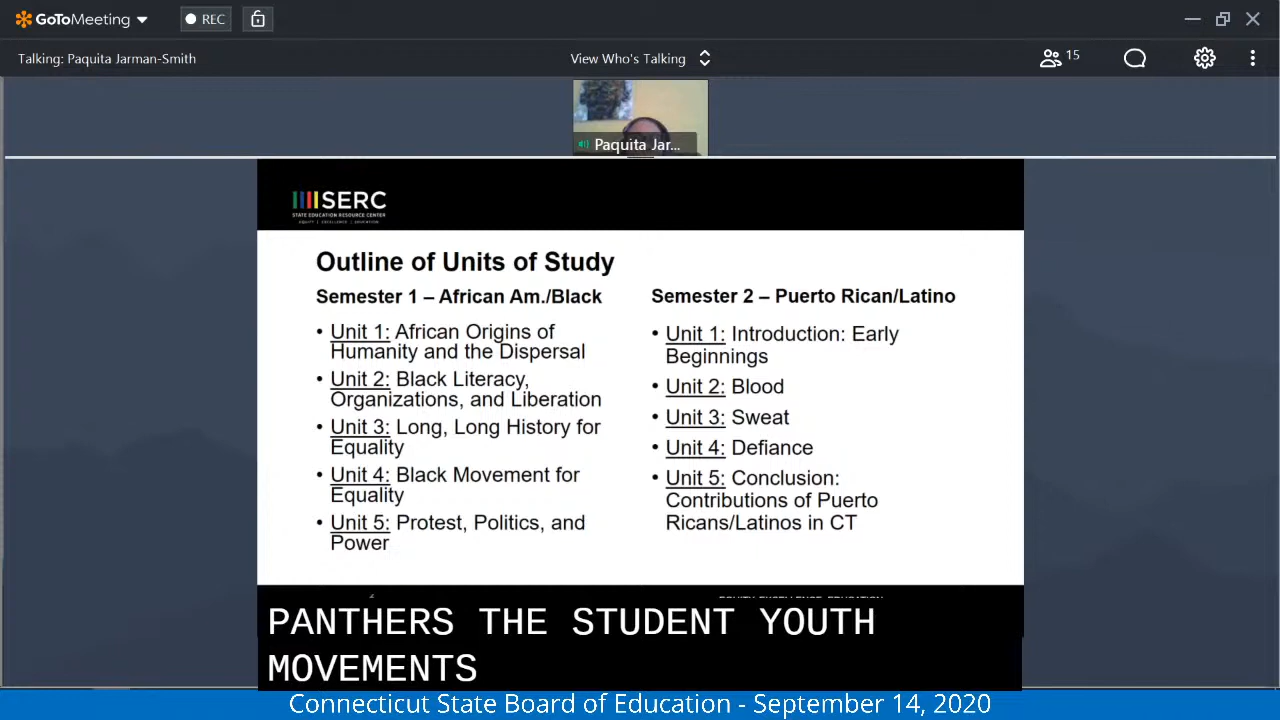 GoToMeeting
REC
Talking: Paquita Jarman-Smith
View Who's Talking
15
Paquita Jar...
SERC
STATE EDUCATION RESOURCE CENTER
EQUITY | EXCELLENCE | EDUCATION
Outline of Units of Study
Semester 1 – African Am./Black
• Unit 1: African Origins of
Humanity and the Dispersal
• Unit 2: Black Literacy,
Organizations, and Liberation
• Unit 3: Long, Long History for
Equality
• Unit 4: Black Movement for
Equality
• Unit 5: Protest, Politics, and
Power
Semester 2 – Puerto Rican/Latino
• Unit 1: Introduction: Early
Beginnings
• Unit 2: Blood
• Unit 3: Sweat
• Unit 4: Defiance
• Unit 5: Conclusion:
Contributions of Puerto
Ricans/Latinos in CT
PANTHERS THE STUDENT YOUTH
MOVEMENTS
Connecticut State Board of Education - September 14, 2020